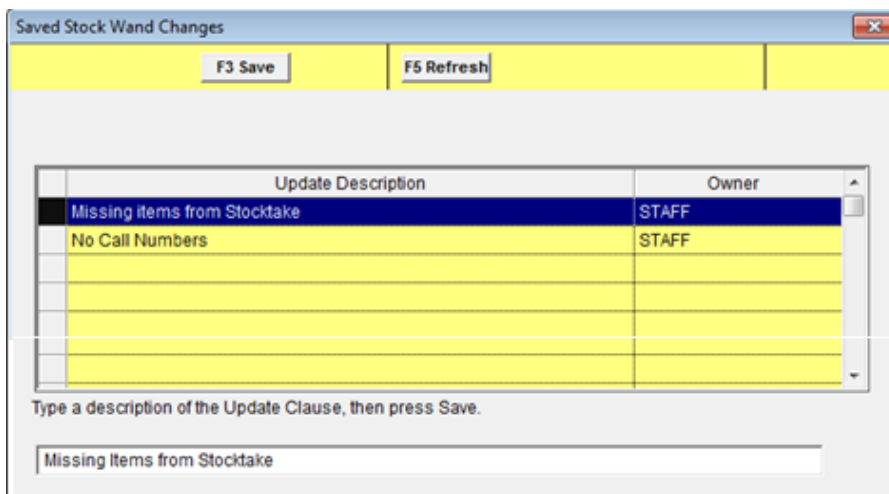 Saved Stock Wand Changes
F3 Save F5 Refresh
Update Description Owner
Missing items from Stocktake STAFF
No Call Numbers STAFF
Type a description of the Update Clause, then press Save.
Missing Items from Stocktake